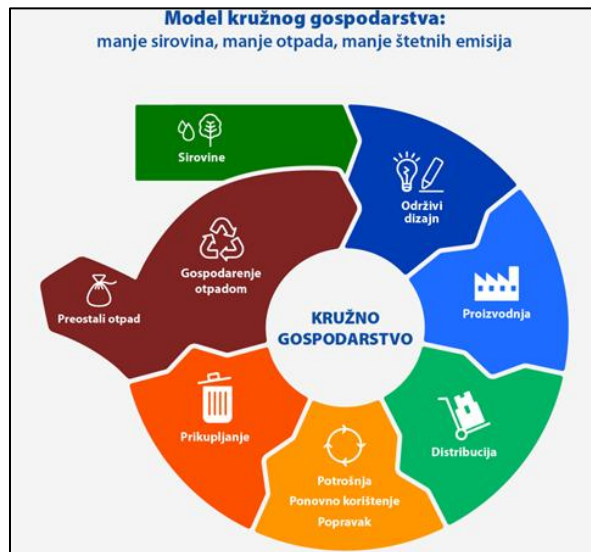 Model kružnog gospodarstva:
manje sirovina, manje otpada, manje štetnih emisija
Sirovine
Održivi
dizajn
Proizvodnja
Distribucija
Potrošnja
Ponovno korištenje
Popravak
Prikupljanje
Gospodarenje
otpadom
Preostali otpad
KRUŽNO
GOSPODARSTVO